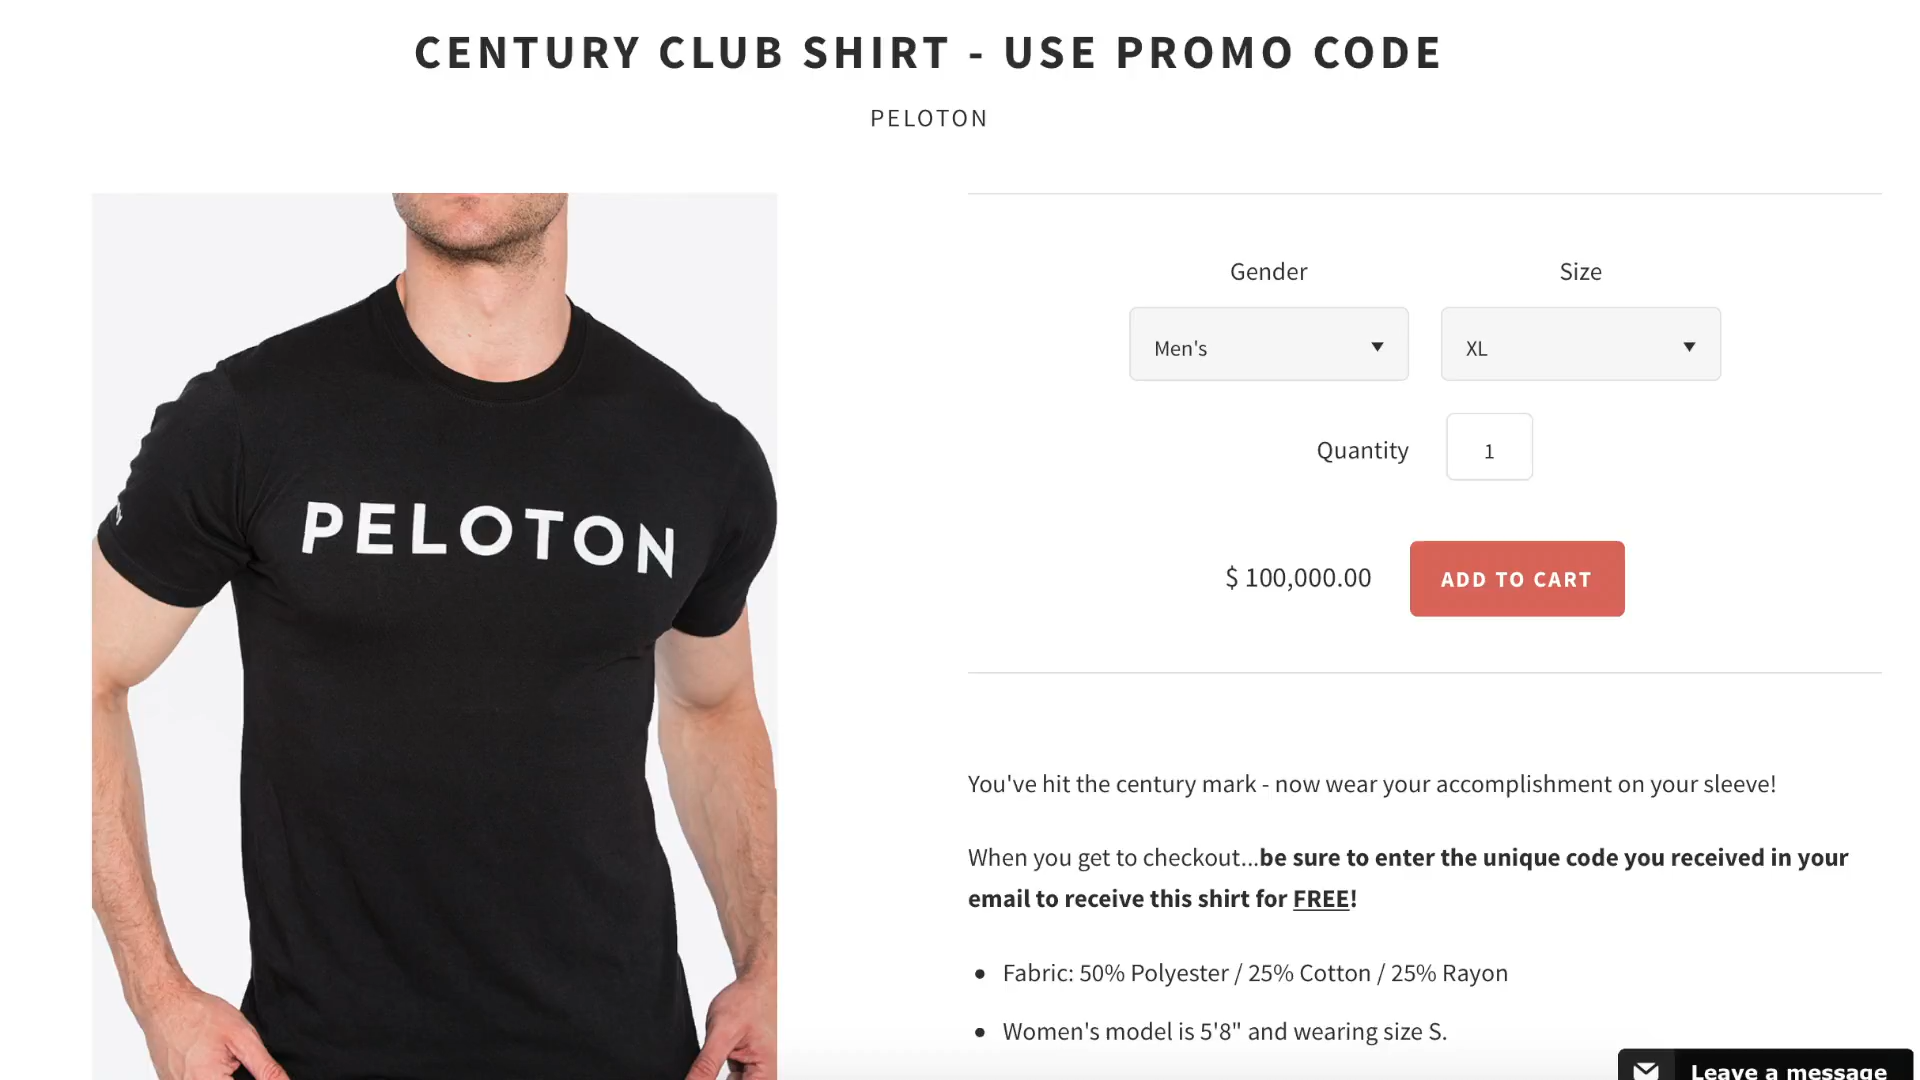 CENTURY CLUB SHIRT - USE PROMO CODE
PELOTON
PELOTON
Gender
Size
Men's
XL
Quantity
1
$ 100,000.00
ADD TO CART
You've hit the century mark - now wear your accomplishment on your sleeve!
When you get to checkout...be sure to enter the unique code you received in your
email to receive this shirt for FREE!
• Fabric: 50% Polyester / 25% Cotton / 25% Rayon
• Women's model is 5'8" and wearing size S.
Leave a message